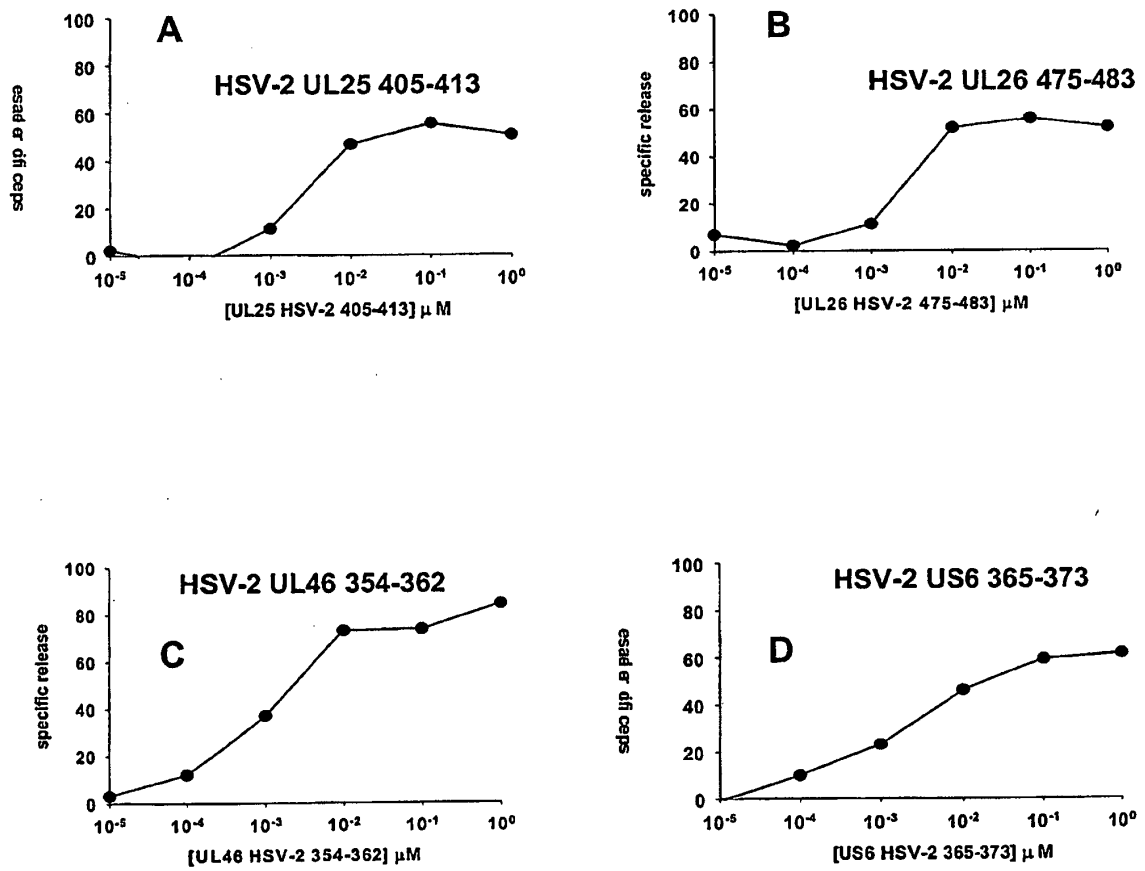 A
HSV-2 UL25 405-413
esad er dfi ceps
100
80
60
40
20
0
10⁻⁵ 10⁻⁴ 10⁻³ 10⁻² 10⁻¹ 10⁰
[UL25 HSV-2 405-413] μ M
B
HSV-2 UL26 475-483
specific release
100
80
60
40
20
0
10⁻⁵ 10⁻⁴ 10⁻³ 10⁻² 10⁻¹ 10⁰
[UL26 HSV-2 475-483] μM
HSV-2 UL46 354-362
C
specific release
100
80
60
40
20
0
10⁻⁵ 10⁻⁴ 10⁻³ 10⁻² 10⁻¹ 10⁰
[UL46 HSV-2 354-362] μM
HSV-2 US6 365-373
D
100
80
60
40
20
0
10⁻⁵ 10⁻⁴ 10⁻³ 10⁻² 10⁻¹ 10⁰
[US6 HSV-2 365-373] μ M